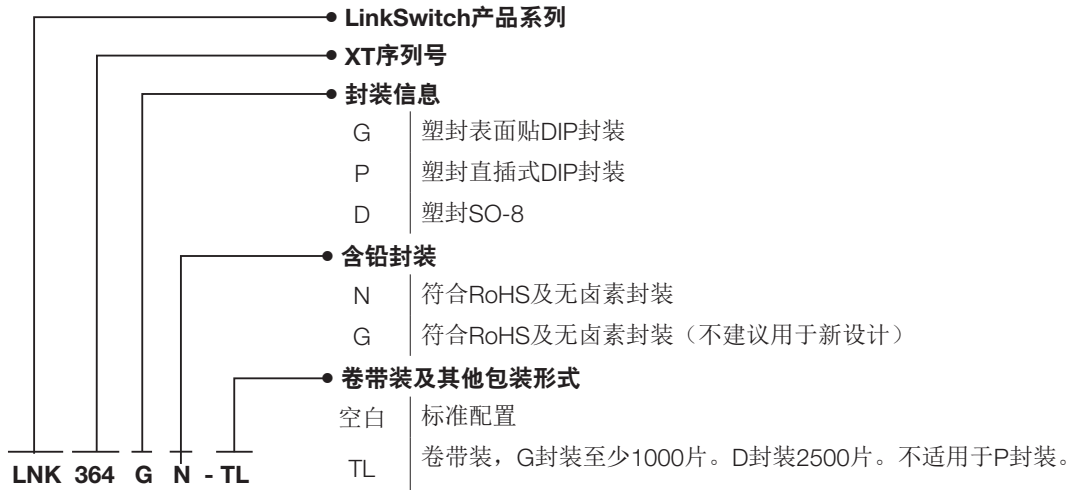 LinkSwitch产品系列
XT序列号
封装信息
G 塑封表面贴DIP封装
P 塑封直插式DIP封装
D 塑封SO-8
含铅封装
N 符合RoHS及无卤素封装
G 符合RoHS及无卤素封装（不建议用于新设计）
卷带装及其他包装形式
空白 标准配置
TL 卷带装，G封装至少1000片。D封装2500片。不适用于P封装。
LNK 364 G N - TL